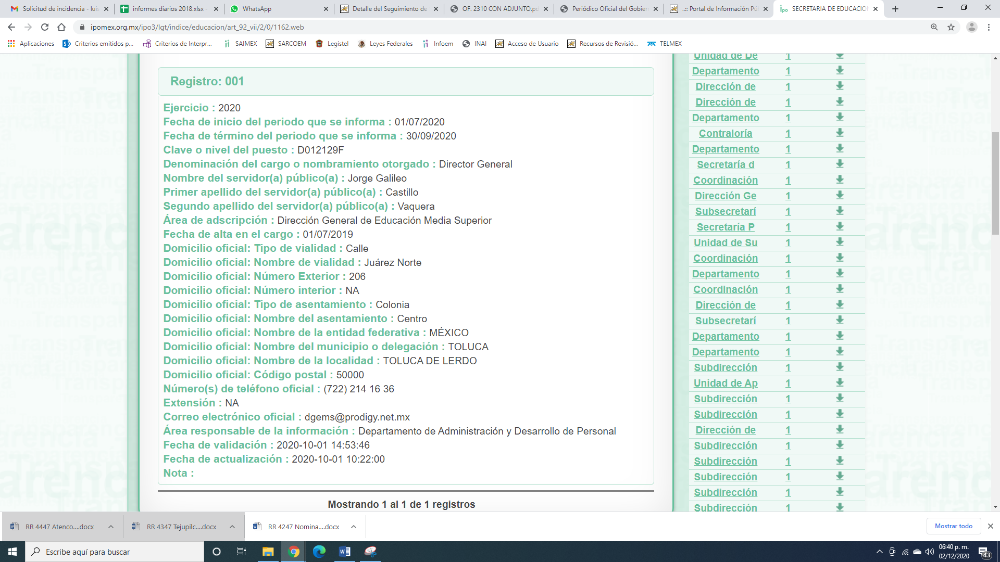 Solicitud de incidencia - luis
informes diarios 2018.xlsx -
WhatsApp
Detalle del Seguimiento de
OF. 2310 CON ADJUNTO.pd
Periódico Oficial del Gobier
..:: Portal de Información Pú
SECRETARIA DE EDUCACION
ipomex.org.mx/ipo3/lgt/indice/educacion/art_92_vii/2/0/1162.web
Aplicaciones
Criterios emitidos p...
Criterios de Interpr...
SAIMEX
SARCOEM
Legistel
Leyes Federales
Infoem
INAI
Acceso de Usuario
Recursos de Revisió...
TELMEX
Registro: 001
Ejercicio : 2020
Fecha de inicio del periodo que se informa : 01/07/2020
Fecha de término del periodo que se informa : 30/09/2020
Clave o nivel del puesto : D012129F
Denominación del cargo o nombramiento otorgado : Director General
Nombre del servidor(a) público(a) : Jorge Galileo
Primer apellido del servidor(a) público(a) : Castillo
Segundo apellido del servidor(a) público(a) : Vaquera
Área de adscripción : Dirección General de Educación Media Superior
Fecha de alta en el cargo : 01/07/2019
Domicilio oficial: Tipo de vialidad : Calle
Domicilio oficial: Nombre de vialidad : Juárez Norte
Domicilio oficial: Número Exterior : 206
Domicilio oficial: Número interior : NA
Domicilio oficial: Tipo de asentamiento : Colonia
Domicilio oficial: Nombre del asentamiento : Centro
Domicilio oficial: Nombre de la entidad federativa : MÉXICO
Domicilio oficial: Nombre del municipio o delegación : TOLUCA
Domicilio oficial: Nombre de la localidad : TOLUCA DE LERDO
Domicilio oficial: Código postal : 50000
Número(s) de teléfono oficial : (722) 214 16 36
Extensión : NA
Correo electrónico oficial : dgems@prodigy.net.mx
Área responsable de la información : Departamento de Administración y Desarrollo de Personal
Fecha de validación : 2020-10-01 14:53:46
Fecha de actualización : 2020-10-01 10:22:00
Nota :
Mostrando 1 al 1 de 1 registros
Unidad de De 1
Departamento 1
Dirección de 1
Dirección de 1
Departamento 1
Contraloría 1
Departamento 1
Secretaría d 1
Coordinación 1
Dirección Ge 1
Subsecretarí 1
Secretaría P 1
Unidad de Su 1
Coordinación 1
Departamento 1
Coordinación 1
Dirección de 1
Subsecretarí 1
Departamento 1
Departamento 1
Subdirección 1
Unidad de Ap 1
Subdirección 1
Subdirección 1
Dirección de 1
Subdirección 1
Subdirección 1
Subdirección 1
Subdirección 1
Subdirección 1
RR 4447 Atenco....docx
RR 4347 Tejupilc....docx
RR 4247 Nomina....docx
Mostrar todo
Escribe aquí para buscar
06:40 p. m.
02/12/2020
43